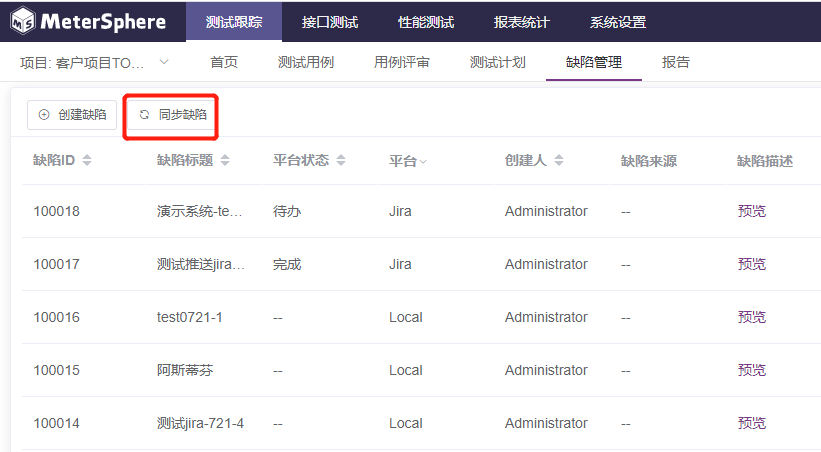 MeterSphere 测试跟踪 接口测试 性能测试 报表统计 系统设置
项目: 客户项目TO... 首页 测试用例 用例评审 测试计划 缺陷管理 报告
创建缺陷 同步缺陷
缺陷ID 缺陷标题 平台状态 平台 创建人 缺陷来源 缺陷描述
100018 演示系统-te... 待办 Jira Administrator -- 预览
100017 测试推送jira... 完成 Jira Administrator -- 预览
100016 test0721-1 -- Local Administrator -- 预览
100015 阿斯蒂芬 -- Local Administrator -- 预览
100014 测试jira-721-4 -- Local Administrator -- 预览